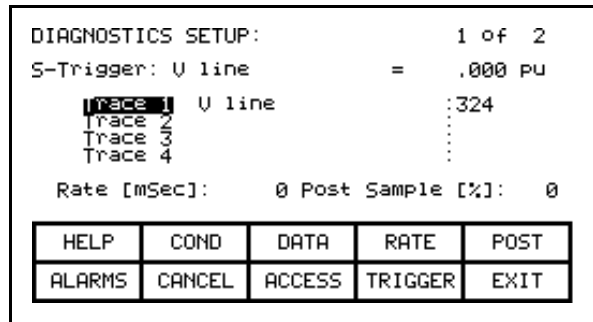 DIAGNOSTICS SETUP: 1 of 2
S-Trigger: V line = .000 pu
Trace 1 V line :324
Trace 2 :
Trace 3 :
Trace 4 :
Rate [mSec]: 0 Post Sample [%]: 0
HELP COND DATA RATE POST
ALARMS CANCEL ACCESS TRIGGER EXIT